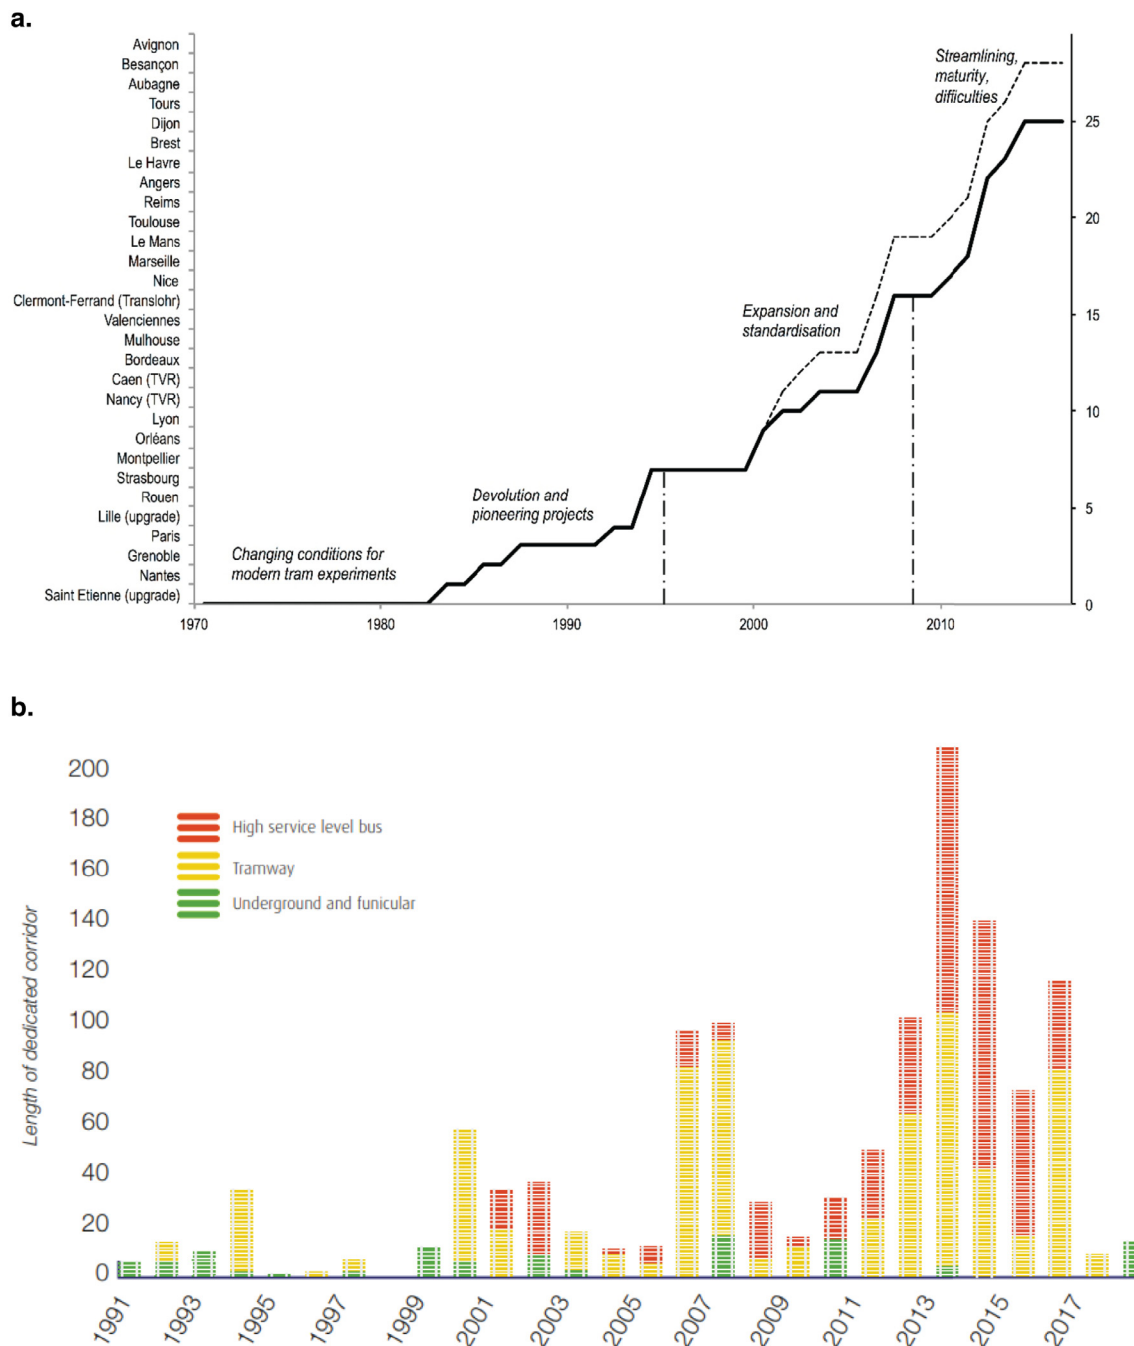 a.
Avignon
Besançon
Aubagne
Tours
Dijon
Brest
Le Havre
Angers
Reims
Toulouse
Le Mans
Marseille
Nice
Clermont-Ferrand (Translohr)
Valenciennes
Mulhouse
Bordeaux
Caen (TVR)
Nancy (TVR)
Lyon
Orléans
Montpellier
Strasbourg
Rouen
Lille (upgrade)
Paris
Grenoble
Nantes
Saint Etienne (upgrade)
Streamlining,
maturity,
difficulties
Expansion and
standardisation
Devolution and
pioneering projects
Changing conditions for
modern tram experiments
25
20
15
10
5
0
1970
1980
1990
2000
2010
b.
Length of dedicated corridor
200
180
160
140
120
100
80
60
40
20
0
High service level bus
Tramway
Underground and funicular
1991
1993
1995
1997
1999
2001
2003
2005
2007
2009
2011
2013
2015
2017